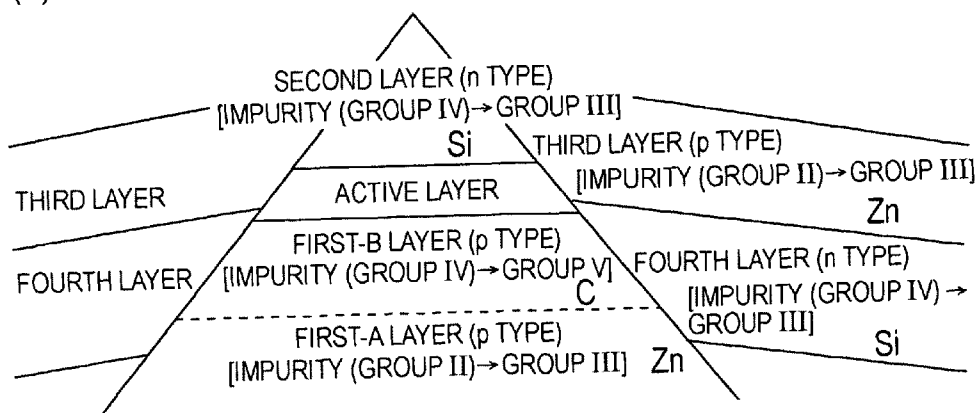 SECOND LAYER (n TYPE)
[IMPURITY (GROUP IV)→GROUP III]
Si
THIRD LAYER (p TYPE)
[IMPURITY (GROUP II)→GROUP III]
Zn
THIRD LAYER
ACTIVE LAYER
FOURTH LAYER
FIRST-B LAYER (p TYPE)
[IMPURITY (GROUP IV)→GROUP V]
C
FOURTH LAYER (n TYPE)
[IMPURITY (GROUP IV)→
GROUP III]
Si
FIRST-A LAYER (p TYPE)
[IMPURITY (GROUP II)→GROUP III] Zn